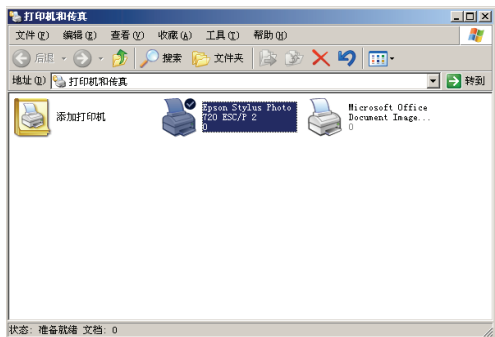 打印机和传真
文件(F) 编辑(E) 查看(V) 收藏(A) 工具(T) 帮助(H)
后退 搜索 文件夹
地址(D) 打印机和传真 转到
添加打印机
Epson Stylus Photo
720 ESC/P 2
0
Microsoft Office
Document Image...
0
状态: 准备就绪 文档: 0